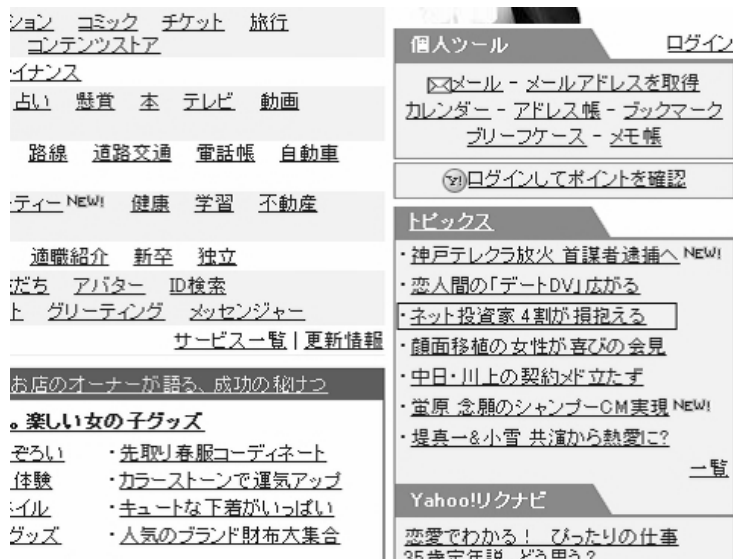 ション コミック チケット 旅行
コンテンツストア
ァイナンス
占い 懸賞 本 テレビ 動画
路線 道路交通 電話帳 自動車
ーティー NEW! 健康 学習 不動産
適職紹介 新卒 独立
だち アバター ID検索
ト グリーティング メッセンジャー
サービス一覧 | 更新情報
お店のオーナーが語る、成功の秘けつ
。楽しい女の子グッズ
ぞろい ・先取り春服コーディネート
体験 ・カラーストーンで運気アップ
ネイル ・キュートな下着がいっぱい
グッズ ・人気のブランド財布大集合
個人ツール ログイン
メール - メールアドレスを取得
カレンダー - アドレス帳 - ブックマーク
ブリーフケース - メモ帳
Y! ログインしてポイントを確認
トピックス
・神戸テレクラ放火 首謀者逮捕へ NEW!
・恋人間の「デートDV」広がる
・ネット投資家 4割が損抱える
・顔面移植の女性が喜びの会見
・中日・川上の契約メド立たず
・蛍原 念願のシャンプーCM実現 NEW!
・堤真一&小雪 共演から熱愛に?
一覧
Yahoo!リクナビ
恋愛でわかる! ぴったりの仕事
35歳定年説、どう思う?